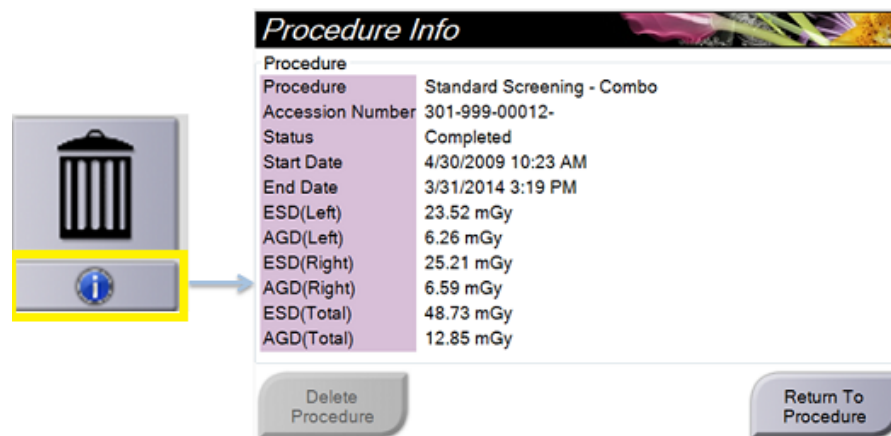 Procedure Info
Procedure
Procedure Standard Screening - Combo
Accession Number 301-999-00012-
Status Completed
Start Date 4/30/2009 10:23 AM
End Date 3/31/2014 3:19 PM
ESD(Left) 23.52 mGy
AGD(Left) 6.26 mGy
ESD(Right) 25.21 mGy
AGD(Right) 6.59 mGy
ESD(Total) 48.73 mGy
AGD(Total) 12.85 mGy
Delete
Procedure
Return To
Procedure
i